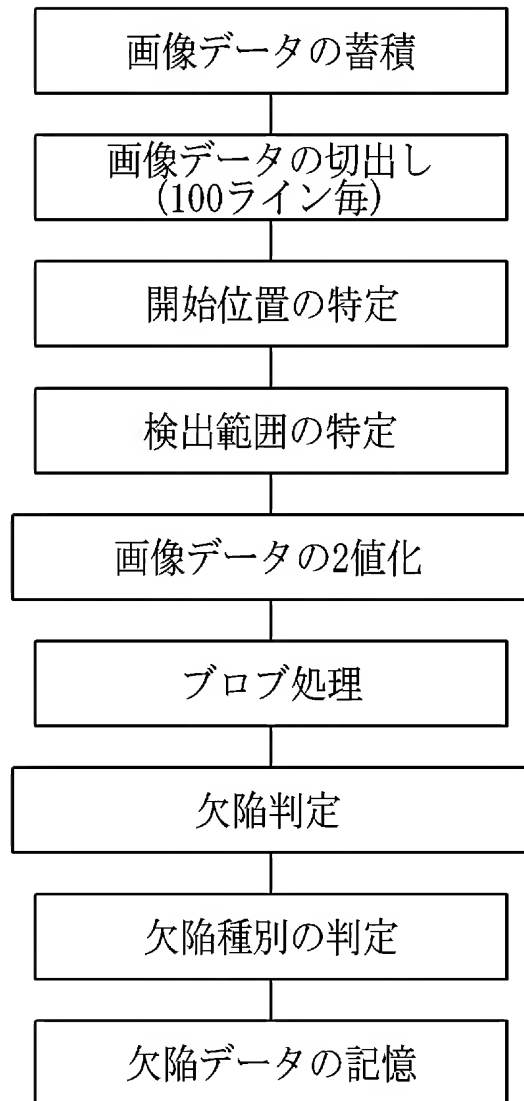 画像データの蓄積
画像データの切出し
(100ライン毎)
開始位置の特定
検出範囲の特定
画像データの2値化
ブロブ処理
欠陥判定
欠陥種別の判定
欠陥データの記憶